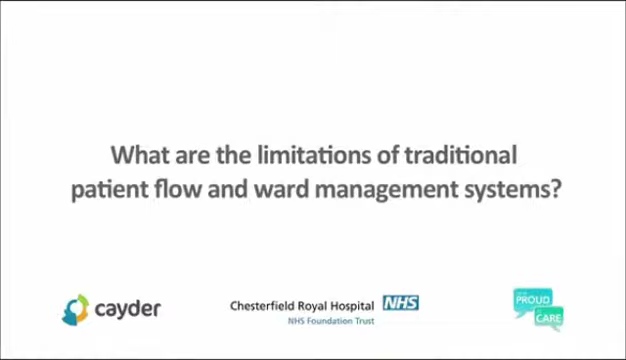 What are the limitations of traditional
patient flow and ward management systems?
cayder
Chesterfield Royal Hospital NHS
NHS Foundation Trust
PROUD
to CARE